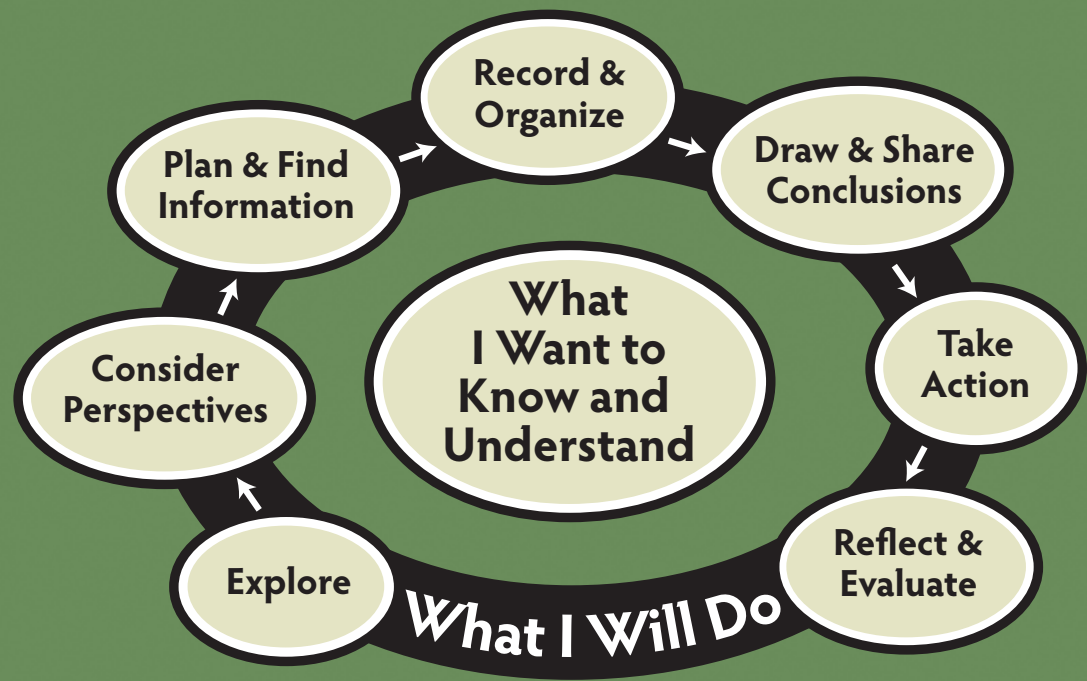 Record &
Organize
Plan & Find
Information
Draw & Share
Conclusions
What
I Want to
Know and
Understand
Consider
Perspectives
Take
Action
Explore
Reflect &
Evaluate
What I Will Do